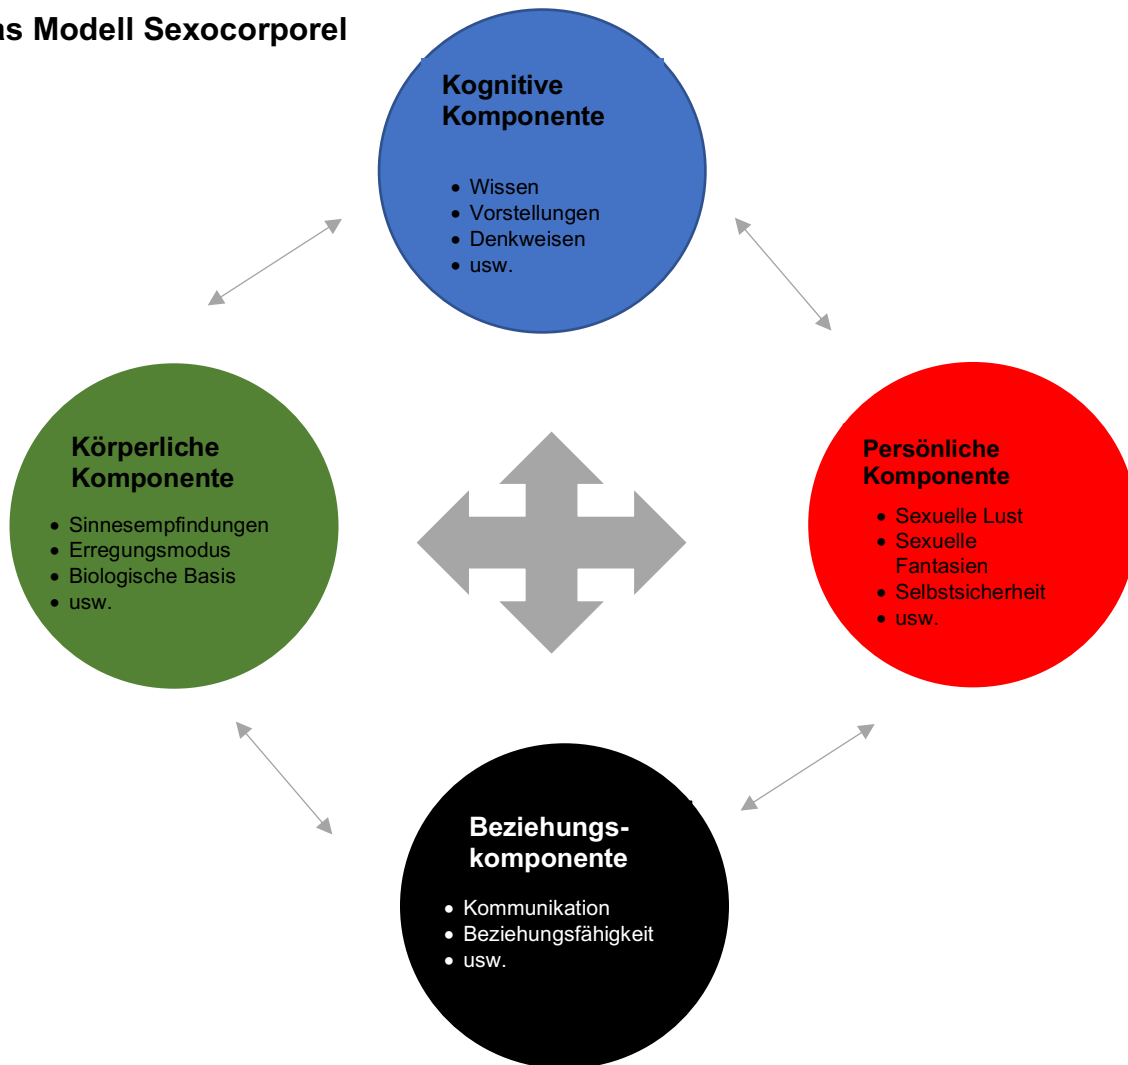 as Modell Sexocorporel
Kognitive
Komponente
• Wissen
• Vorstellungen
• Denkweisen
• usw.
Körperliche
Komponente
• Sinnesempfindungen
• Erregungsmodus
• Biologische Basis
• usw.
Persönliche
Komponente
• Sexuelle Lust
• Sexuelle
Fantasien
• Selbstsicherheit
• usw.
Beziehungs-
komponente
• Kommunikation
• Beziehungsfähigkeit
• usw.